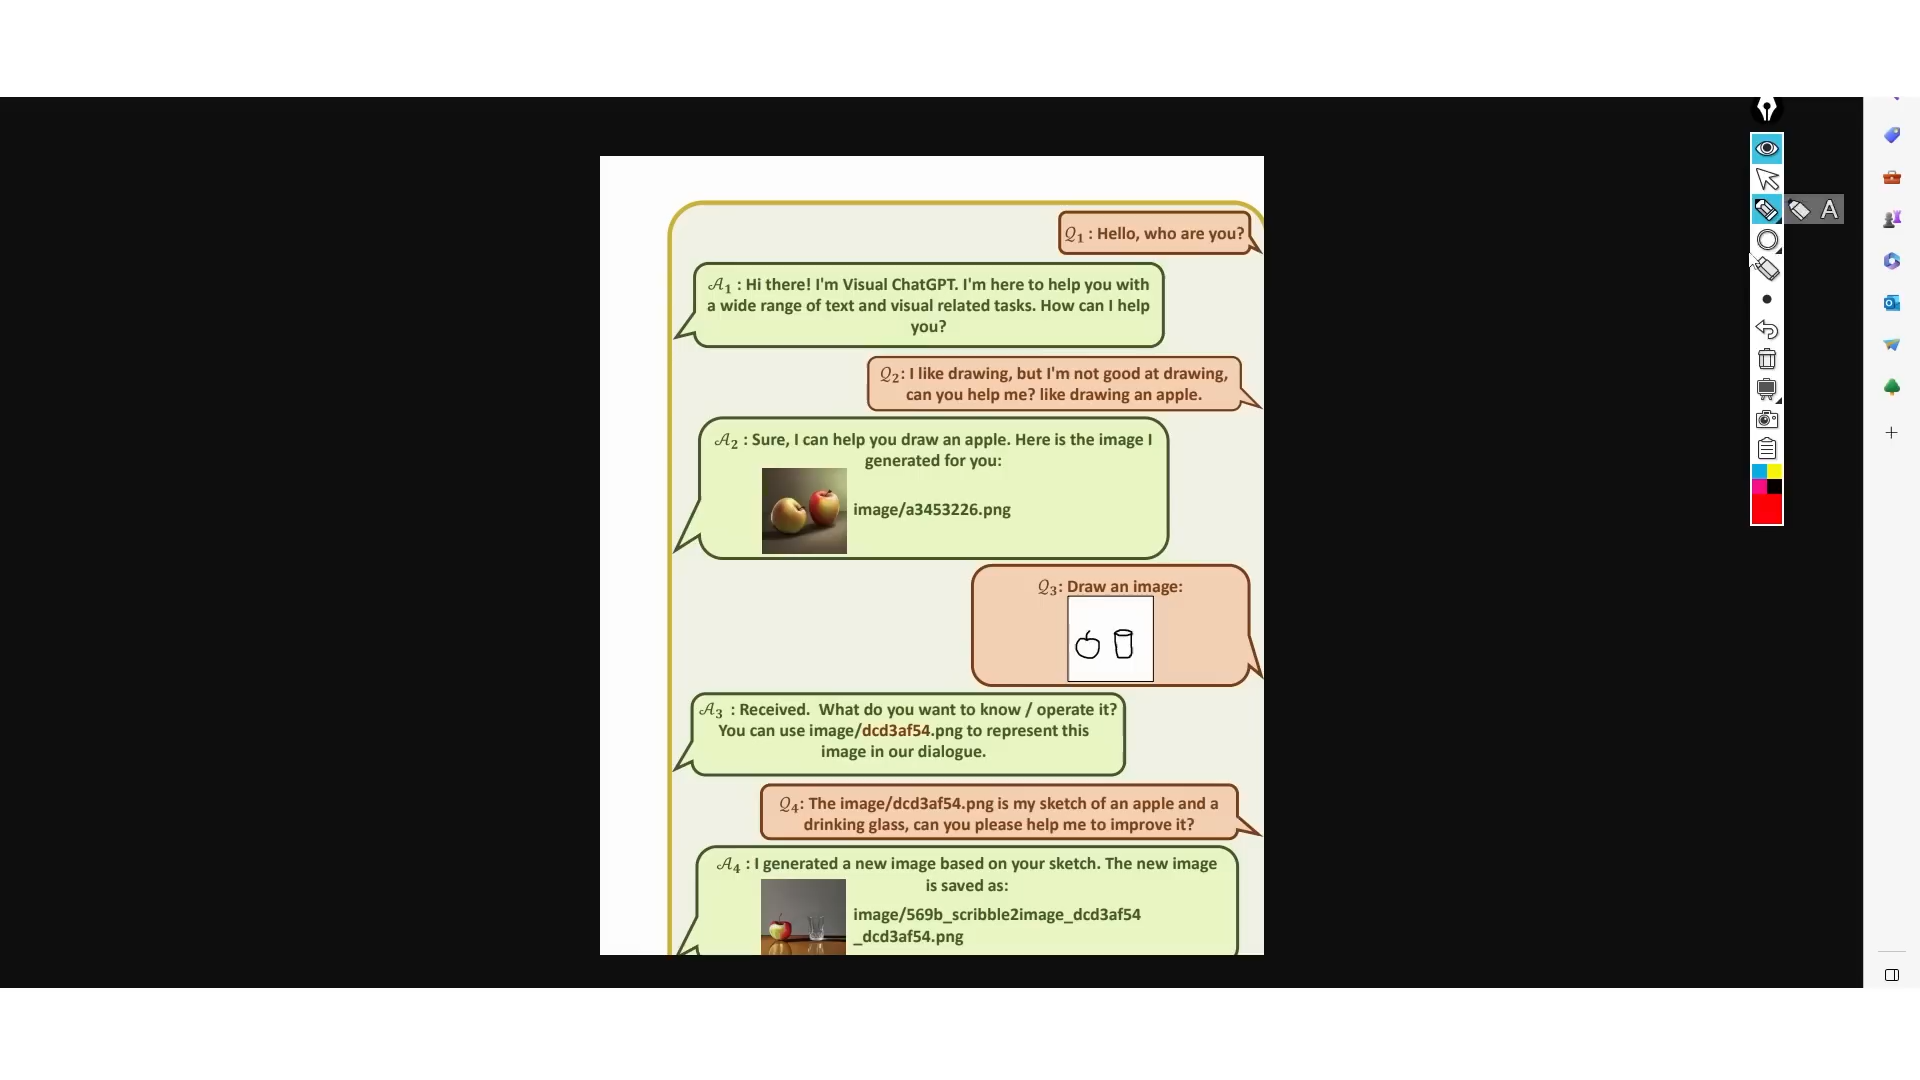 Q1 : Hello, who are you?
A1 : Hi there! I'm Visual ChatGPT. I'm here to help you with
a wide range of text and visual related tasks. How can I help
you?
Q2: I like drawing, but I'm not good at drawing,
can you help me? like drawing an apple.
A2 : Sure, I can help you draw an apple. Here is the image I
generated for you:
image/a3453226.png
Q3: Draw an image:
A3 : Received. What do you want to know / operate it?
You can use image/dcd3af54.png to represent this
image in our dialogue.
Q4: The image/dcd3af54.png is my sketch of an apple and a
drinking glass, can you please help me to improve it?
A4 : I generated a new image based on your sketch. The new image
is saved as:
image/569b_scribble2image_dcd3af54
_dcd3af54.png
A